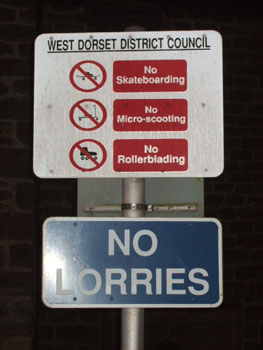 WEST DORSET DISTRICT COUNCIL
No
Skateboarding
No
Micro-scooting
No
Rollerblading
NO
LORRIES